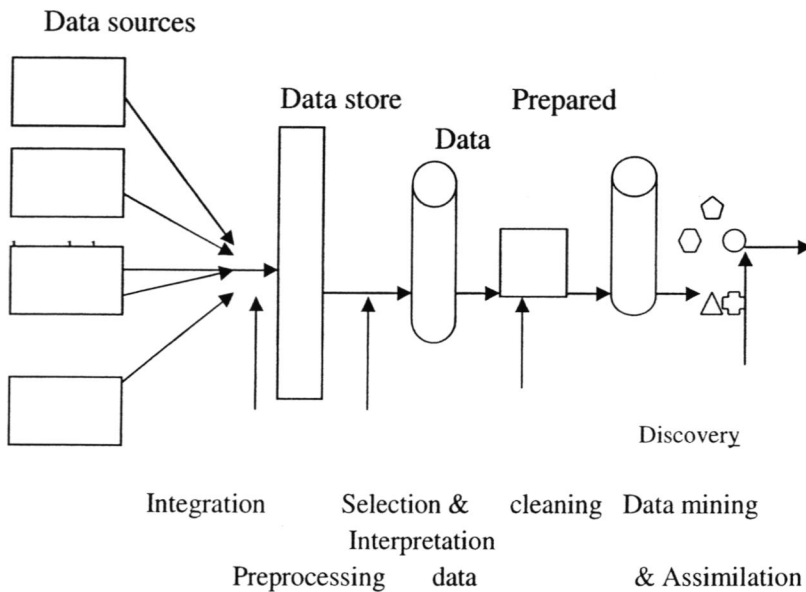 Data sources
Data store Prepared
Data
Discovery
Integration Selection & cleaning Data mining
Interpretation
Preprocessing data & Assimilation